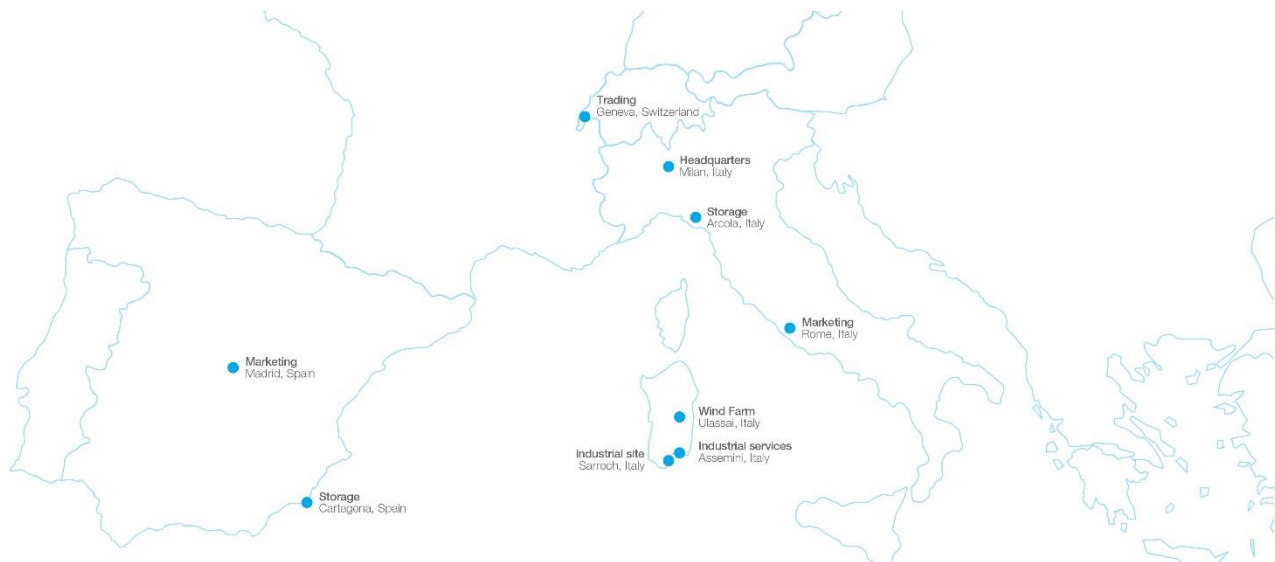 Trading
Geneva, Switzerland
Headquarters
Milan, Italy
Storage
Arcola, Italy
Marketing
Rome, Italy
Marketing
Madrid, Spain
Wind Farm
Ulassai, Italy
Industrial services
Assemini, Italy
Industrial site
Sarroch, Italy
Storage
Cartagena, Spain